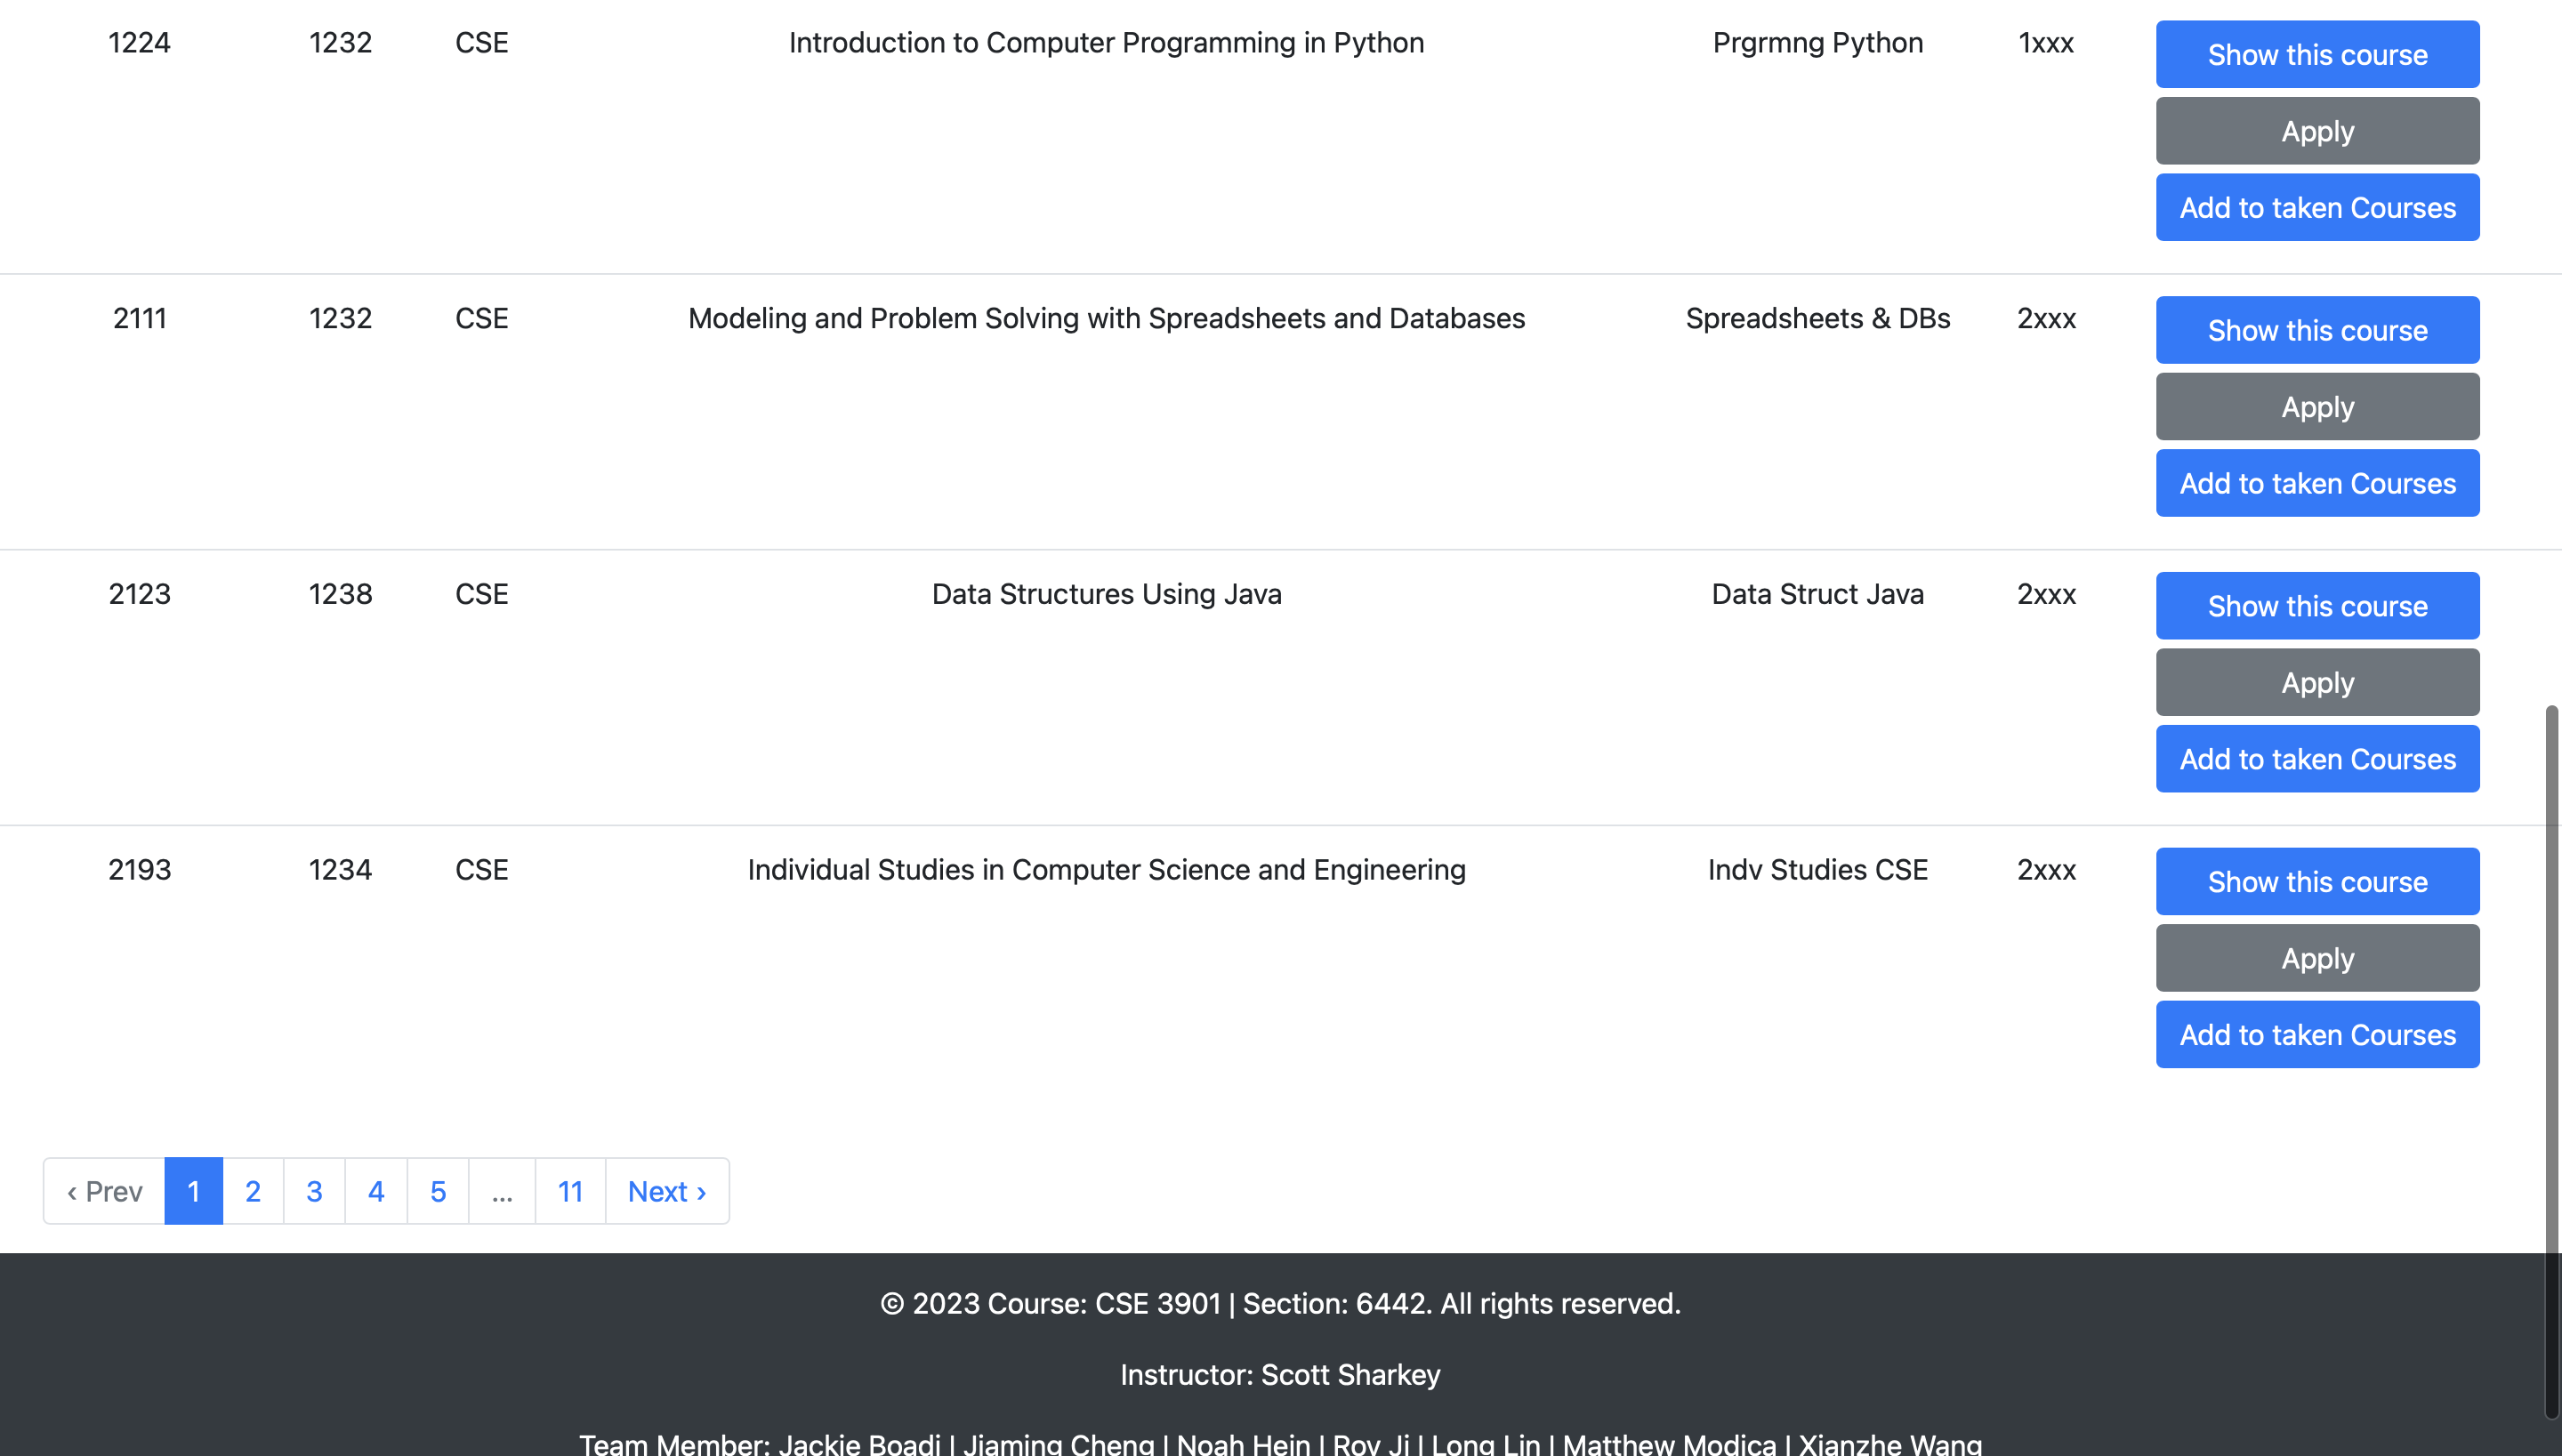 1224 1232 CSE Introduction to Computer Programming in Python Prgrmng Python 1xxx Show this course
Apply
Add to taken Courses
2111 1232 CSE Modeling and Problem Solving with Spreadsheets and Databases Spreadsheets & DBs 2xxx Show this course
Apply
Add to taken Courses
2123 1238 CSE Data Structures Using Java Data Struct Java 2xxx Show this course
Apply
Add to taken Courses
2193 1234 CSE Individual Studies in Computer Science and Engineering Indv Studies CSE 2xxx Show this course
Apply
Add to taken Courses
‹ Prev 1 2 3 4 5 … 11 Next ›
© 2023 Course: CSE 3901 | Section: 6442. All rights reserved.
Instructor: Scott Sharkey
Team Member: Jackie Boadi | Jiaming Cheng | Noah Hein | Roy Ji | Long Lin | Matthew Modica | Xianzhe Wang